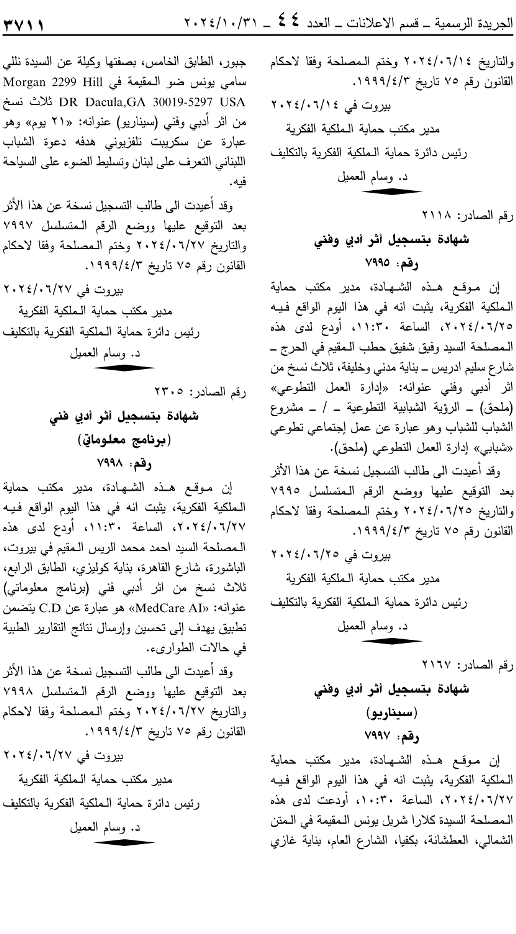 الجريدة الرسمية ــ قسم الاعلانات ــ العدد ٤٤ ــ ٢٠٢٤/١٠/٣١
٣٧١١
والتاريخ ٢٠٢٤/٠٦/١٤ وختم المصلحة وفقا لاحكام
القانون رقم ٧٥ تاريخ ١٩٩٩/٤/٣.
بيروت في ٢٠٢٤/٠٦/١٤
مدير مكتب حماية الملكية الفكرية
رئيس دائرة حماية الملكية الفكرية بالتكليف
د. وسام العميل
رقم الصادر: ٢١١٨
شهادة بتسجيل أثر أدبي وفني
رقم: ٧٩٩٥
إن موقع هذه الشهادة، مدير مكتب حماية
الملكية الفكرية، يثبت انه في هذا اليوم الواقع فيه
٢٠٢٤/٠٦/٢٥، الساعة ١١:٣٠، أودع لدى هذه
المصلحة السيد وفيق شفيق حطب المقيم في الحرج ــ
شارع سليم ادريس ــ بناية مدني وخليفة، ثلاث نسخ من
اثر أدبي وفني عنوانه: «إدارة العمل التطوعي»
(ملحق) ــ الرؤية الشبابية التطوعية ــ / ــ مشروع
الشباب للشباب وهو عبارة عن عمل إجتماعي تطوعي
«شبابي» إدارة العمل التطوعي (ملحق).
وقد أعيدت الى طالب التسجيل نسخة عن هذا الأثر
بعد التوقيع عليها ووضع الرقم المتسلسل ٧٩٩٥
والتاريخ ٢٠٢٤/٠٦/٢٥ وختم المصلحة وفقا لاحكام
القانون رقم ٧٥ تاريخ ١٩٩٩/٤/٣.
بيروت في ٢٠٢٤/٠٦/٢٥
مدير مكتب حماية الملكية الفكرية
رئيس دائرة حماية الملكية الفكرية بالتكليف
د. وسام العميل
رقم الصادر: ٢١٦٧
شهادة بتسجيل أثر أدبي وفني
(سيناريو)
رقم: ٧٩٩٧
إن موقع هذه الشهادة، مدير مكتب حماية
الملكية الفكرية، يثبت انه في هذا اليوم الواقع فيه
٢٠٢٤/٠٦/٢٧، الساعة ١٠:٣٠، أودعت لدى هذه
المصلحة السيدة كلارا شربل يونس المقيمة في المتن
الشمالي، العطشانة، بكفيا، الشارع العام، بناية غازي
جبور، الطابق الخامس، بصفتها وكيلة عن السيدة نللي
سامي يونس ضو المقيمة في Morgan 2299 Hill
DR Dacula,GA 30019-5297 USA ثلاث نسخ
من اثر أدبي وفني (سيناريو) عنوانه: «٢١ يوم» وهو
عبارة عن سكريبت تلفزيوني هدفه دعوة الشباب
اللبناني التعرف على لبنان وتسليط الضوء على السياحة
فيه.
وقد أعيدت الى طالب التسجيل نسخة عن هذا الأثر
بعد التوقيع عليها ووضع الرقم المتسلسل ٧٩٩٧
والتاريخ ٢٠٢٤/٠٦/٢٧ وختم المصلحة وفقا لاحكام
القانون رقم ٧٥ تاريخ ١٩٩٩/٤/٣.
بيروت في ٢٠٢٤/٠٦/٢٧
مدير مكتب حماية الملكية الفكرية
رئيس دائرة حماية الملكية الفكرية بالتكليف
د. وسام العميل
رقم الصادر: ٢٣٠٥
شهادة بتسجيل أثر أدبي فني
(برنامج معلوماتي)
رقم: ٧٩٩٨
إن موقع هذه الشهادة، مدير مكتب حماية
الملكية الفكرية، يثبت انه في هذا اليوم الواقع فيه
٢٠٢٤/٠٦/٢٧، الساعة ١١:٣٠، أودع لدى هذه
المصلحة السيد احمد محمد الريس المقيم في بيروت،
الباشورة، شارع القاهرة، بناية كوليزي، الطابق الرابع،
ثلاث نسخ من اثر أدبي فني (برنامج معلوماتي)
عنوانه: «MedCare AI» هو عبارة عن C.D يتضمن
تطبيق يهدف إلى تحسين وإرسال نتائج التقارير الطبية
في حالات الطوارىء.
وقد أعيدت الى طالب التسجيل نسخة عن هذا الأثر
بعد التوقيع عليها ووضع الرقم المتسلسل ٧٩٩٨
والتاريخ ٢٠٢٤/٠٦/٢٧ وختم المصلحة وفقا لاحكام
القانون رقم ٧٥ تاريخ ١٩٩٩/٤/٣.
بيروت في ٢٠٢٤/٠٦/٢٧
مدير مكتب حماية الملكية الفكرية
رئيس دائرة حماية الملكية الفكرية بالتكليف
د. وسام العميل